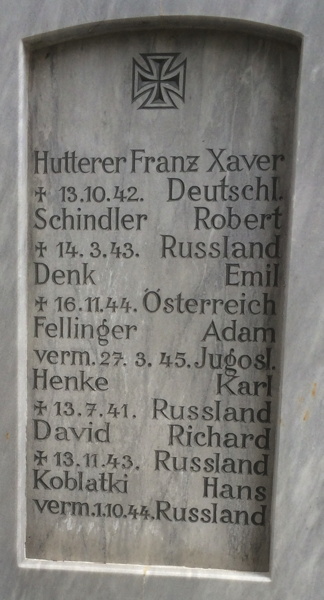 Hutterer Franz Xaver
✠ 13.10.42. Deutschl.
Schindler Robert
✠ 14. 3.43. Russland
Denk Emil
✠ 16.11.44. Österreich
Fellinger Adam
verm. 27. 3. 45. Jugosl.
Henke Karl
✠ 13.7.41. Russland
David Richard
✠ 13.11.43. Russland
Koblatki Hans
verm. 1.10.44. Russland